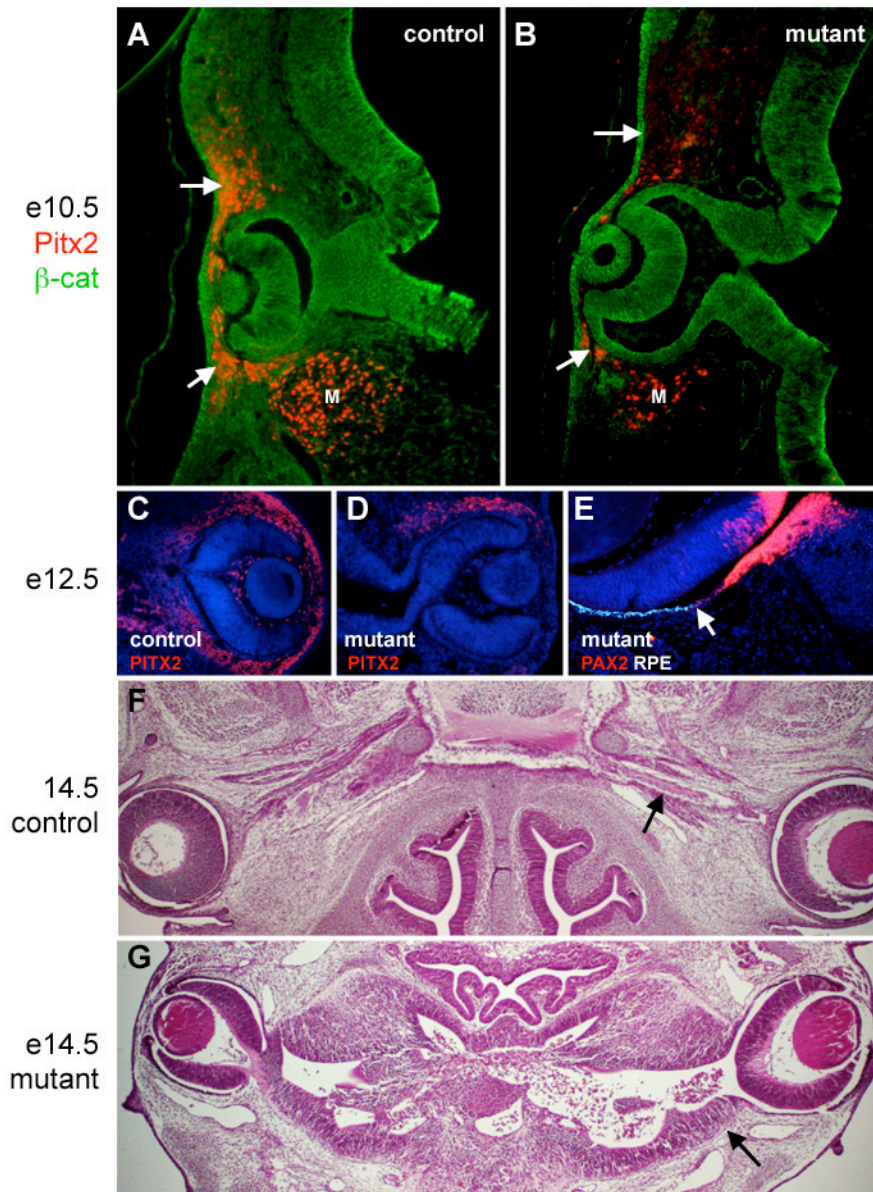 A
control
B
mutant
e10.5
Pitx2
β-cat
M
M
C
control
PITX2
D
mutant
PITX2
E
mutant
PAX2 RPE
e12.5
F
14.5
control
G
e14.5
mutant